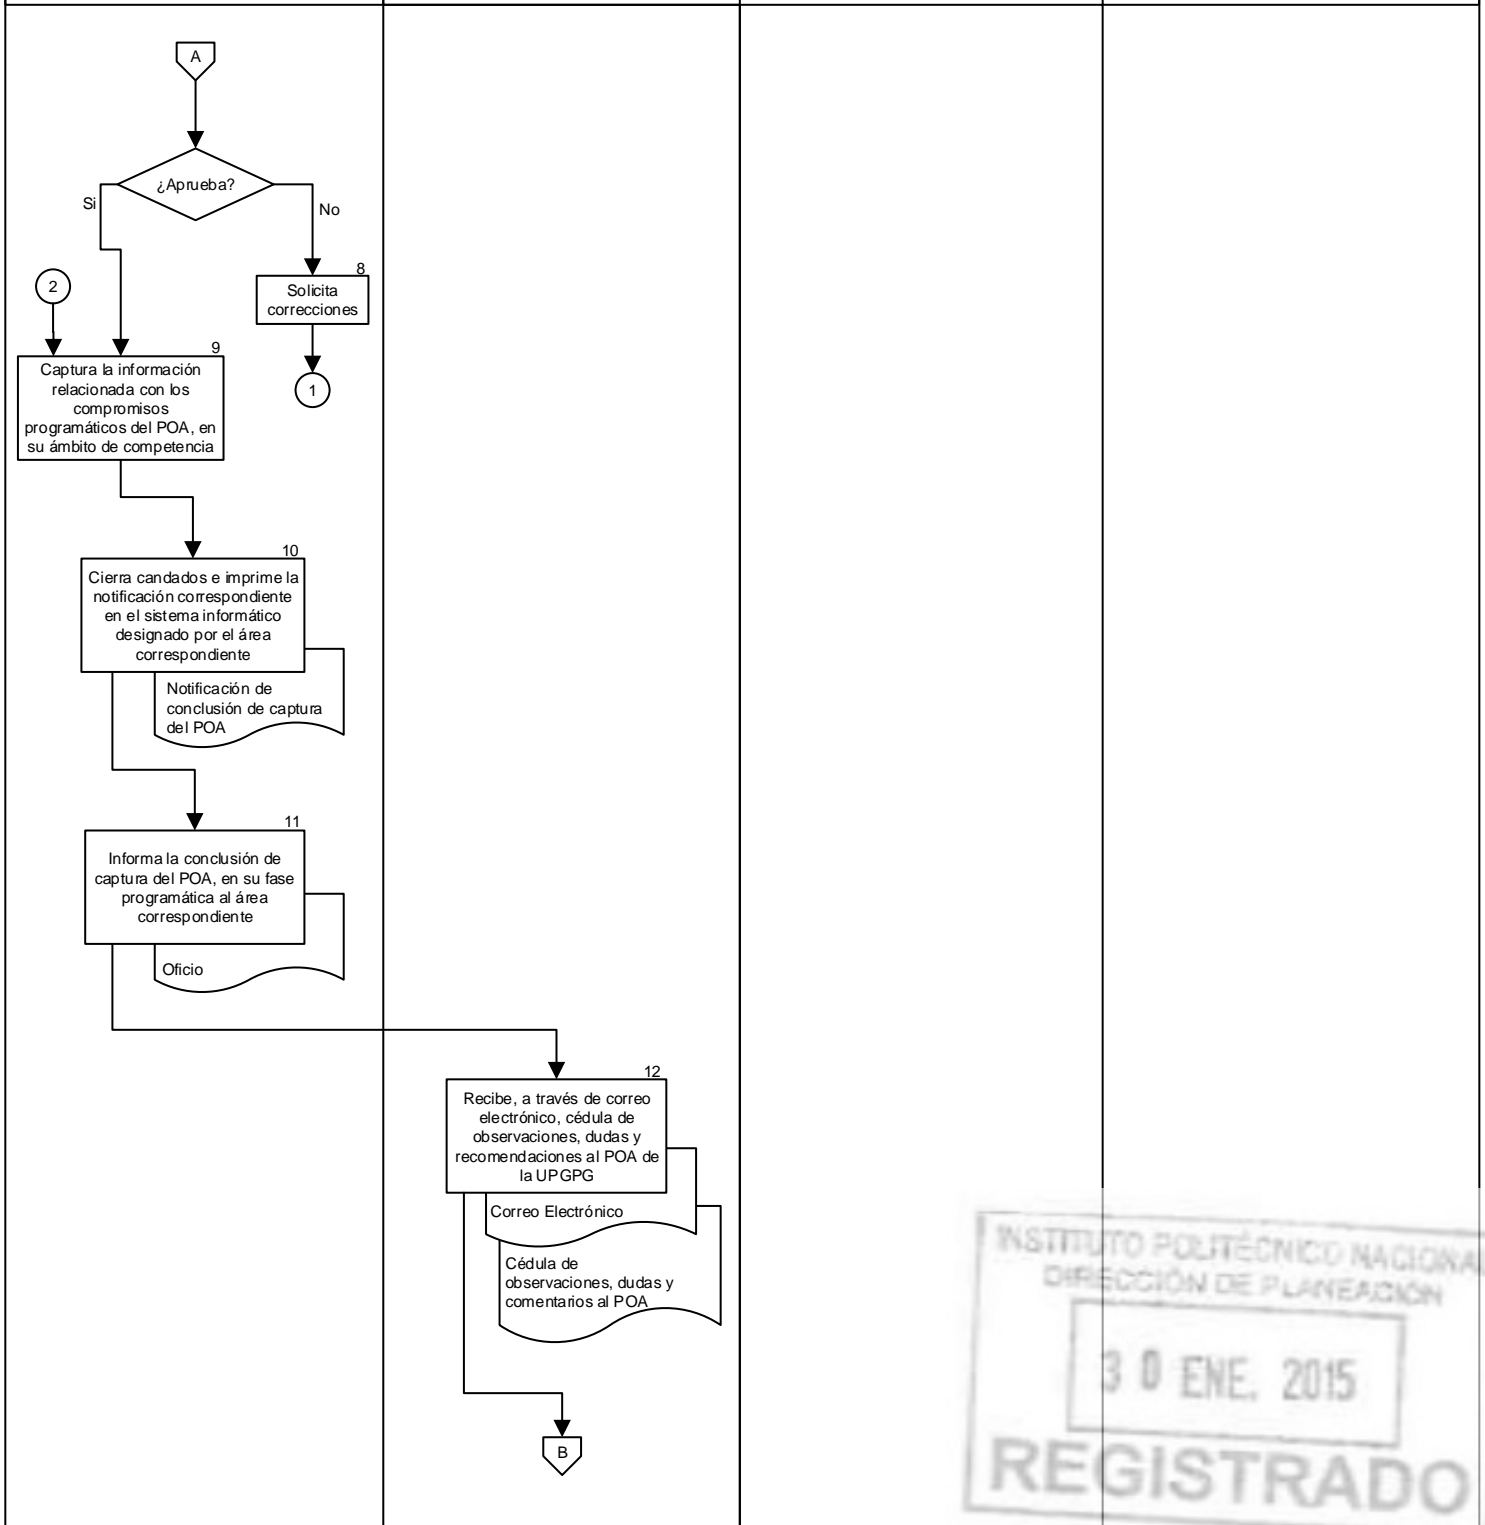 A
¿Aprueba?
Si
No
2
8
Solicita
correcciones
9
Captura la información
relacionada con los
compromisos
programáticos del POA, en
su ámbito de competencia
1
10
Cierra candados e imprime la
notificación correspondiente
en el sistema informático
designado por el área
correspondiente
Notificación de
conclusión de captura
del POA
11
Informa la conclusión de
captura del POA, en su fase
programática al área
correspondiente
Oficio
12
Recibe, a través de correo
electrónico, cédula de
observaciones, dudas y
recomendaciones al POA de
la UPGPG
Correo Electrónico
Cédula de
observaciones, dudas y
comentarios al POA
B
INSTITUTO POLITÉCNICO NACIONAL
DIRECCIÓN DE PLANEACIÓN
30 ENE. 2015
REGISTRADO